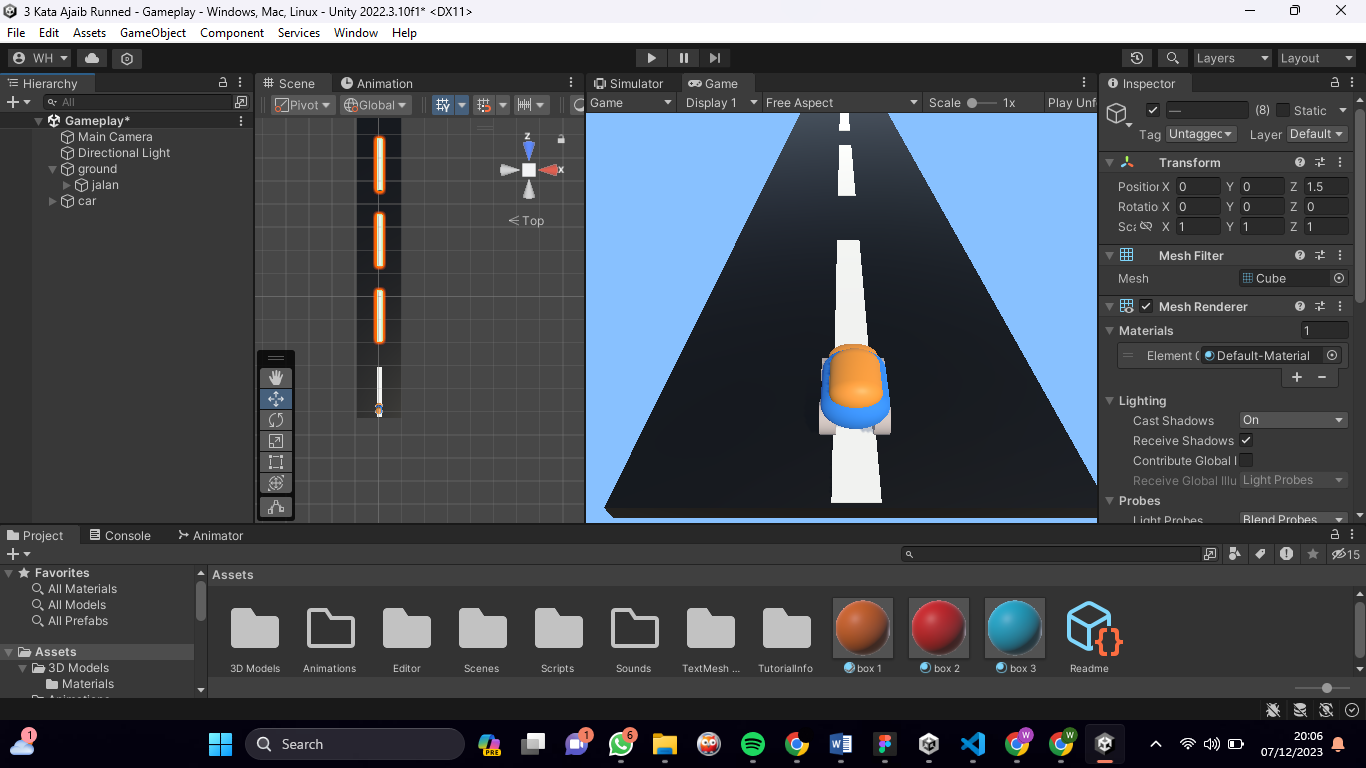 3 Kata Ajaib Runned - Gameplay - Windows, Mac, Linux - Unity 2022.3.10f1* <DX11>
File Edit Assets GameObject Component Services Window Help
WH Layers Layout
Hierarchy Scene Animation Simulator Game Inspector
All Pivot Global Game Display 1 Free Aspect Scale 1x Play Unf — (8) Static
Gameplay*
Main Camera
Directional Light
ground
jalan
car
z
x
Top
Tag Untagged Layer Default
Transform
Position X 0 Y 0 Z 1.5
Rotatio X 0 Y 0 Z 0
Sc X 1 Y 1 Z 1
Mesh Filter
Mesh Cube
Mesh Renderer
Materials 1
Element Default-Material
Lighting
Cast Shadows On
Receive Shadows
Contribute Global I
Receive Global Illu Light Probes
Probes
Light Probes Blend Probes
Project Console Animator
15
Favorites
All Materials
All Models
All Prefabs
Assets
3D Models
Materials
Animations
Assets
3D Models Animations Editor Scenes Scripts Sounds TextMesh ... TutorialInfo box 1 box 2 box 3 Readme
1 Search PRE 1 6 W W 20:06
07/12/2023